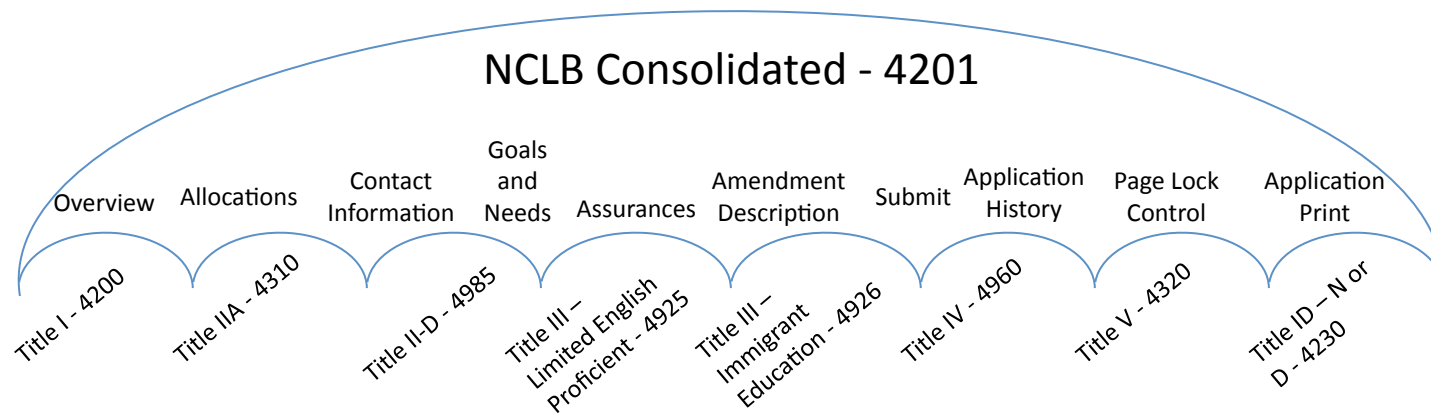 NCLB Consolidated - 4201
Overview
Allocations
Contact
Information
Goals
and
Needs
Assurances
Amendment
Description
Submit
Application
History
Page Lock
Control
Application
Print
Title I - 4200
Title IIA - 4310
Title II-D - 4985
Title III –
Limited English
Proficient - 4925
Title III –
Immigrant
Education - 4926
Title IV - 4960
Title V - 4320
Title ID – N or
D - 4230